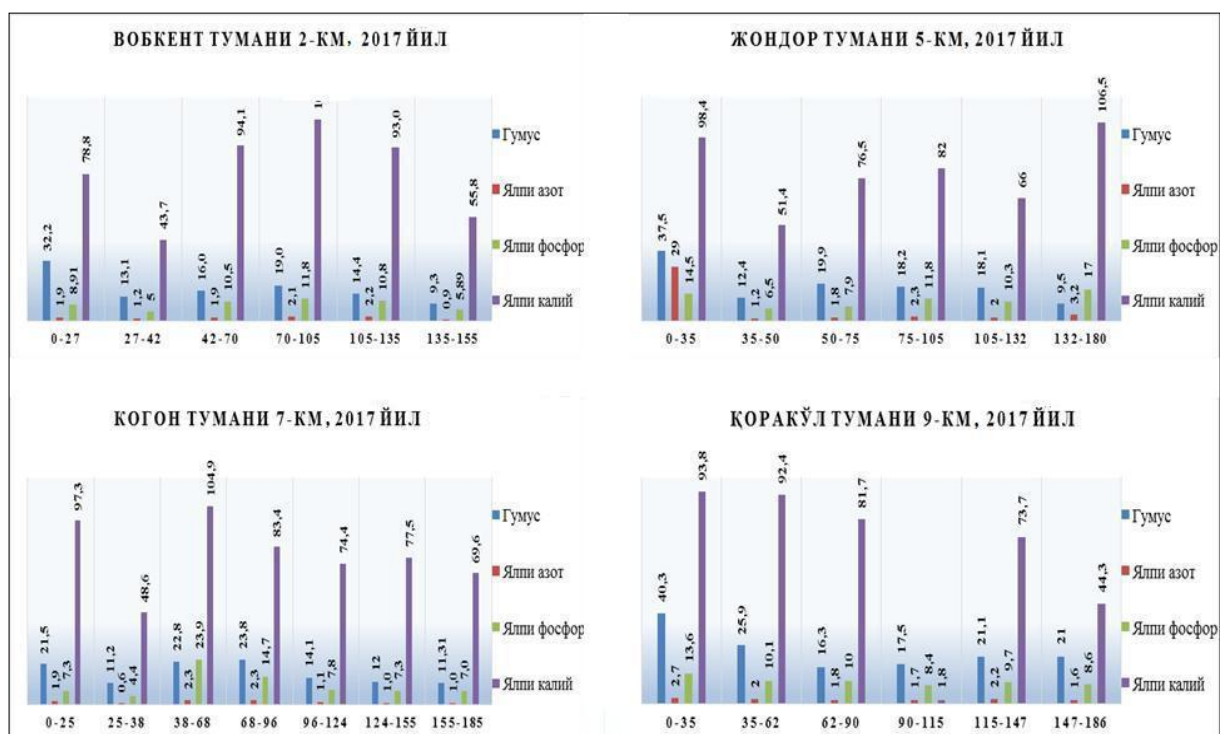 ВОБКЕНТ ТУМАНИ 2-КМ, 2017 ЙИЛ
32,2 1,9 8,91 78,8 13,1 1,2 5 43,7 16,0 1,9 10,5 94,1 19,0 2,1 11,8 14,4 2,2 10,8 93,0 9,3 0,9 5,89 55,8
0-27 27-42 42-70 70-105 105-135 135-155
Гумус
Ялпи азот
Ялпи фосфор
Ялпи калий
ЖОНДОР ТУМАНИ 5-КМ, 2017 ЙИЛ
37,5 29 14,5 98,4 12,4 1,2 6,5 51,4 19,9 1,8 7,9 76,5 18,2 2,3 11,8 82 18,1 2 10,3 66 9,5 3,2 17 106,5
0-35 35-50 50-75 75-105 105-132 132-180
Гумус
Ялпи азот
Ялпи фосфор
Ялпи калий
КОГОН ТУМАНИ 7-КМ, 2017 ЙИЛ
21,5 1,9 7,3 97,3 11,2 0,6 4,4 48,6 22,8 2,3 23,9 104,9 23,8 2,3 14,7 83,4 14,1 1,1 7,8 74,4 12 1,0 7,3 77,5 11,31 1,0 7,0 69,6
0-25 25-38 38-68 68-96 96-124 124-155 155-185
Гумус
Ялпи азот
Ялпи фосфор
Ялпи калий
ҚОРАКЎЛ ТУМАНИ 9-КМ, 2017 ЙИЛ
40,3 2,7 13,6 93,8 25,9 2 10,1 92,4 16,3 1,8 10 81,7 17,5 1,7 8,4 1,8 21,1 2,2 9,7 73,7 21 1,6 8,6 44,3
0-35 35-62 62-90 90-115 115-147 147-186
Гумус
Ялпи азот
Ялпи фосфор
Ялпи калий